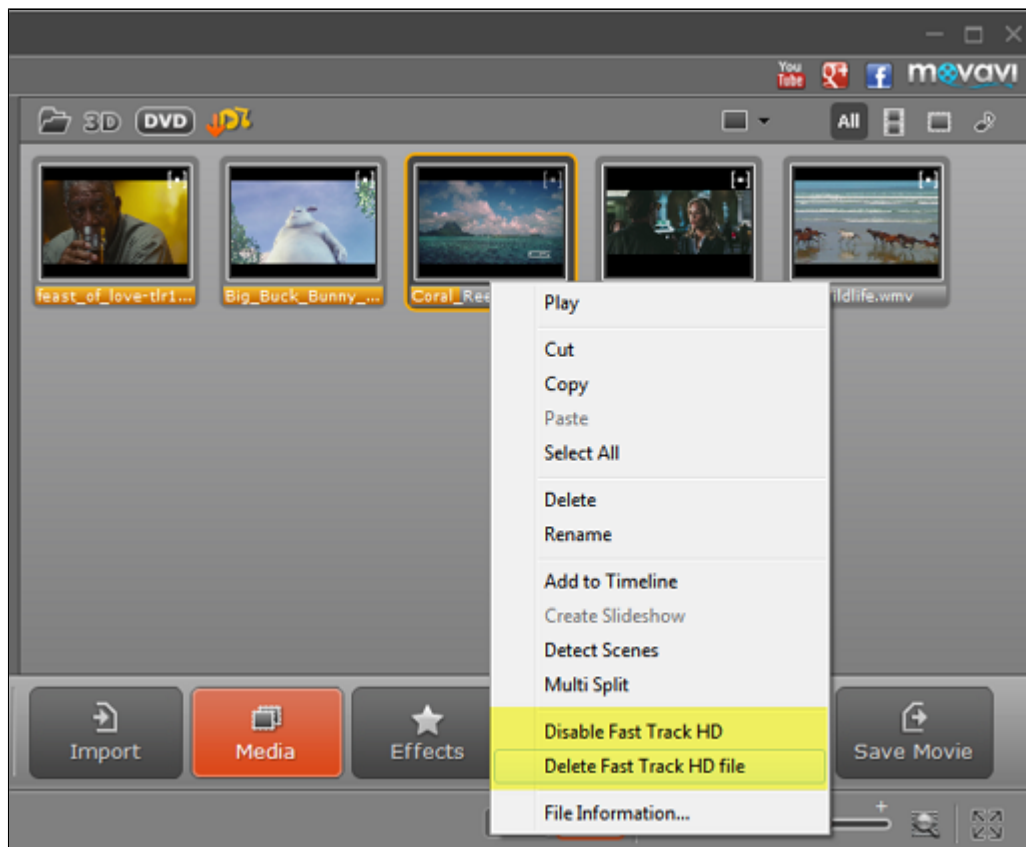 You Tube
g+
f
movavi
3D
DVD
All
feast_of_love-tlr1...
Big_Buck_Bunny_...
Coral_Ree
ildlife.wmv
Play
Cut
Copy
Paste
Select All
Delete
Rename
Add to Timeline
Create Slideshow
Detect Scenes
Multi Split
Disable Fast Track HD
Delete Fast Track HD file
File Information...
Import
Media
Effects
Save Movie